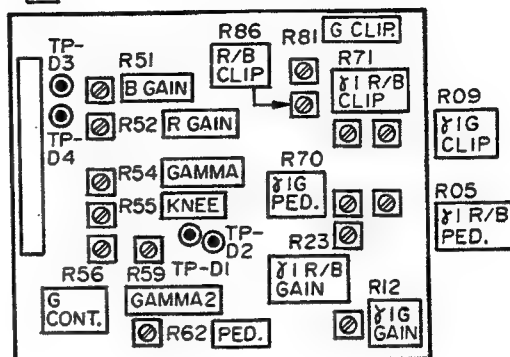 R86
R/B
CLIP
R81
G CLIP
TP-
D3
R51
B GAIN
R71
γ1 R/B
CLIP
R09
γ1G
CLIP
R52
R GAIN
TP-
D4
R54
GAMMA
R70
γ1G
PED.
R05
γ1 R/B
PED.
R55
KNEE
TP-
D2
TP-D1
R23
γ1 R/B
GAIN
R56
G
CONT.
R59
GAMMA2
R12
γ1G
GAIN
R62
PED.